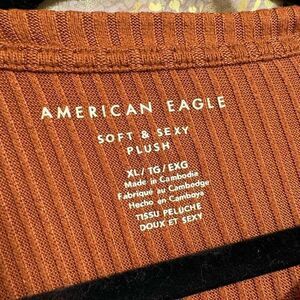 AMERICAN EAGLE
SOFT & SEXY
PLUSH
XL/TG/EXG
Made in Cambodia
Fabriqué au Cambodge
Hecho en Camboya
TISSU PELUCHE
DOUX ET SEXY